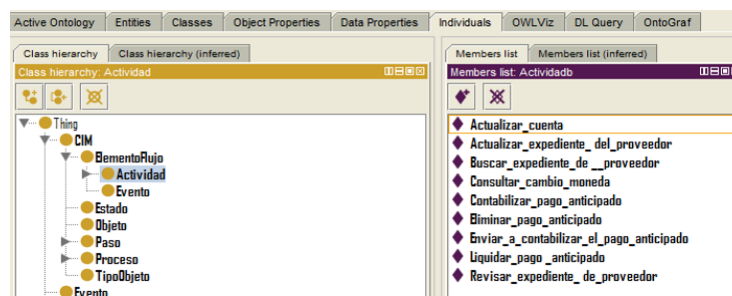 Active Ontology Entities Classes Object Properties Data Properties Individuals OWLViz DL Query OntoGraf
Class hierarchy Class hierarchy (inferred)
Class hierarchy: Actividad
Thing
CIM
ElementoFlujo
Actividad
Evento
Estado
Objeto
Paso
Proceso
TipoObjeto
Evento
Members list Members list (inferred)
Members list: Actividadb
Actualizar_cuenta
Actualizar_expediente_ del_proveedor
Buscar_expediente_de __proveedor
Consultar_cambio_moneda
Contabilizar_pago_anticipado
Eliminar_pago_anticipado
Enviar_a_contabilizar_el_pago_anticipado
Liquidar_pago _anticipado
Revisar_expediente_ de_proveedor